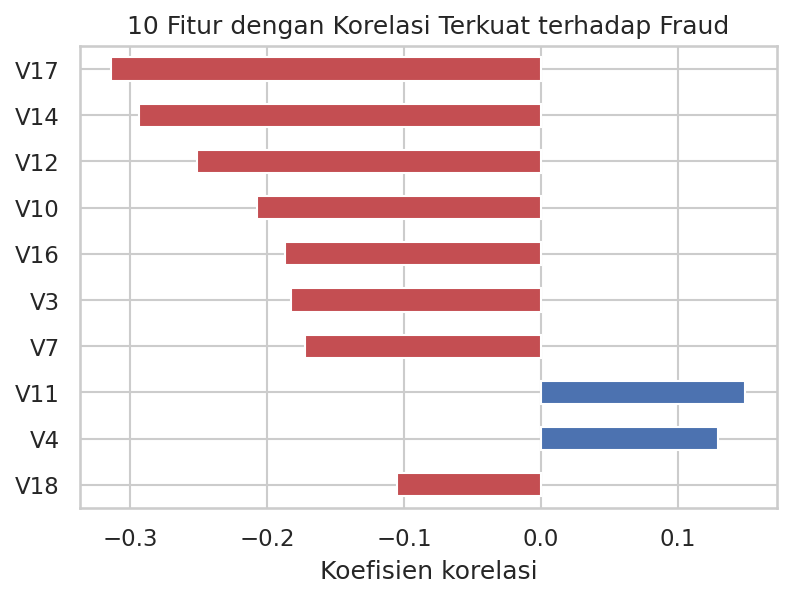 10 Fitur dengan Korelasi Terkuat terhadap Fraud
V17
V14
V12
V10
V16
V3
V7
V11
V4
V18
−0.3 −0.2 −0.1 0.0 0.1
Koefisien korelasi